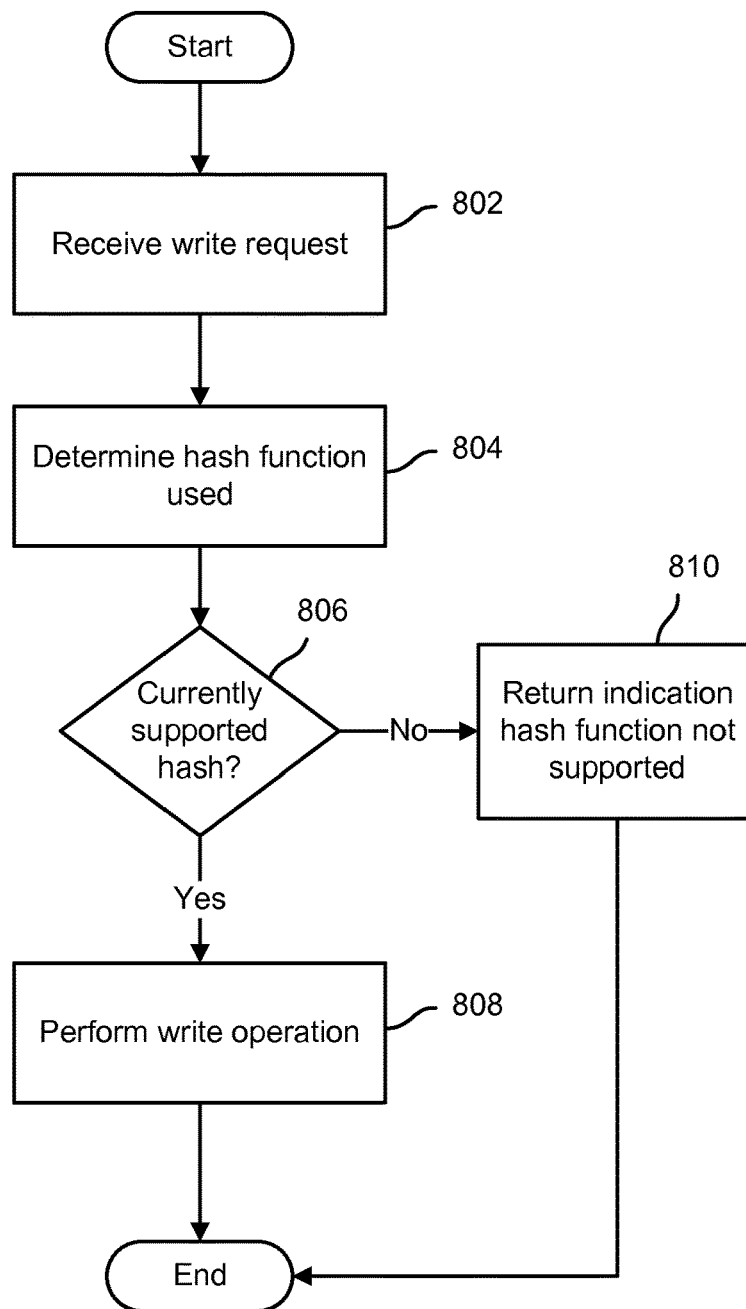 Start
802
Receive write request
804
Determine hash function
used
806
810
Currently
supported
hash?
No
Return indication
hash function not
supported
Yes
808
Perform write operation
End